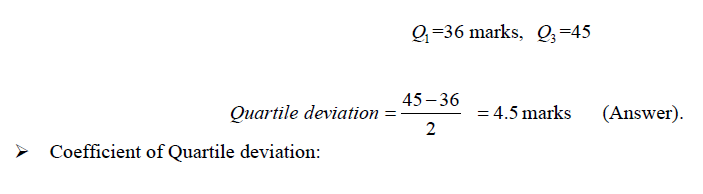 Q₁=36 marks, Q₃=45
Quartile deviation = (45−36)/2 = 4.5 marks (Answer).
➢ Coefficient of Quartile deviation: